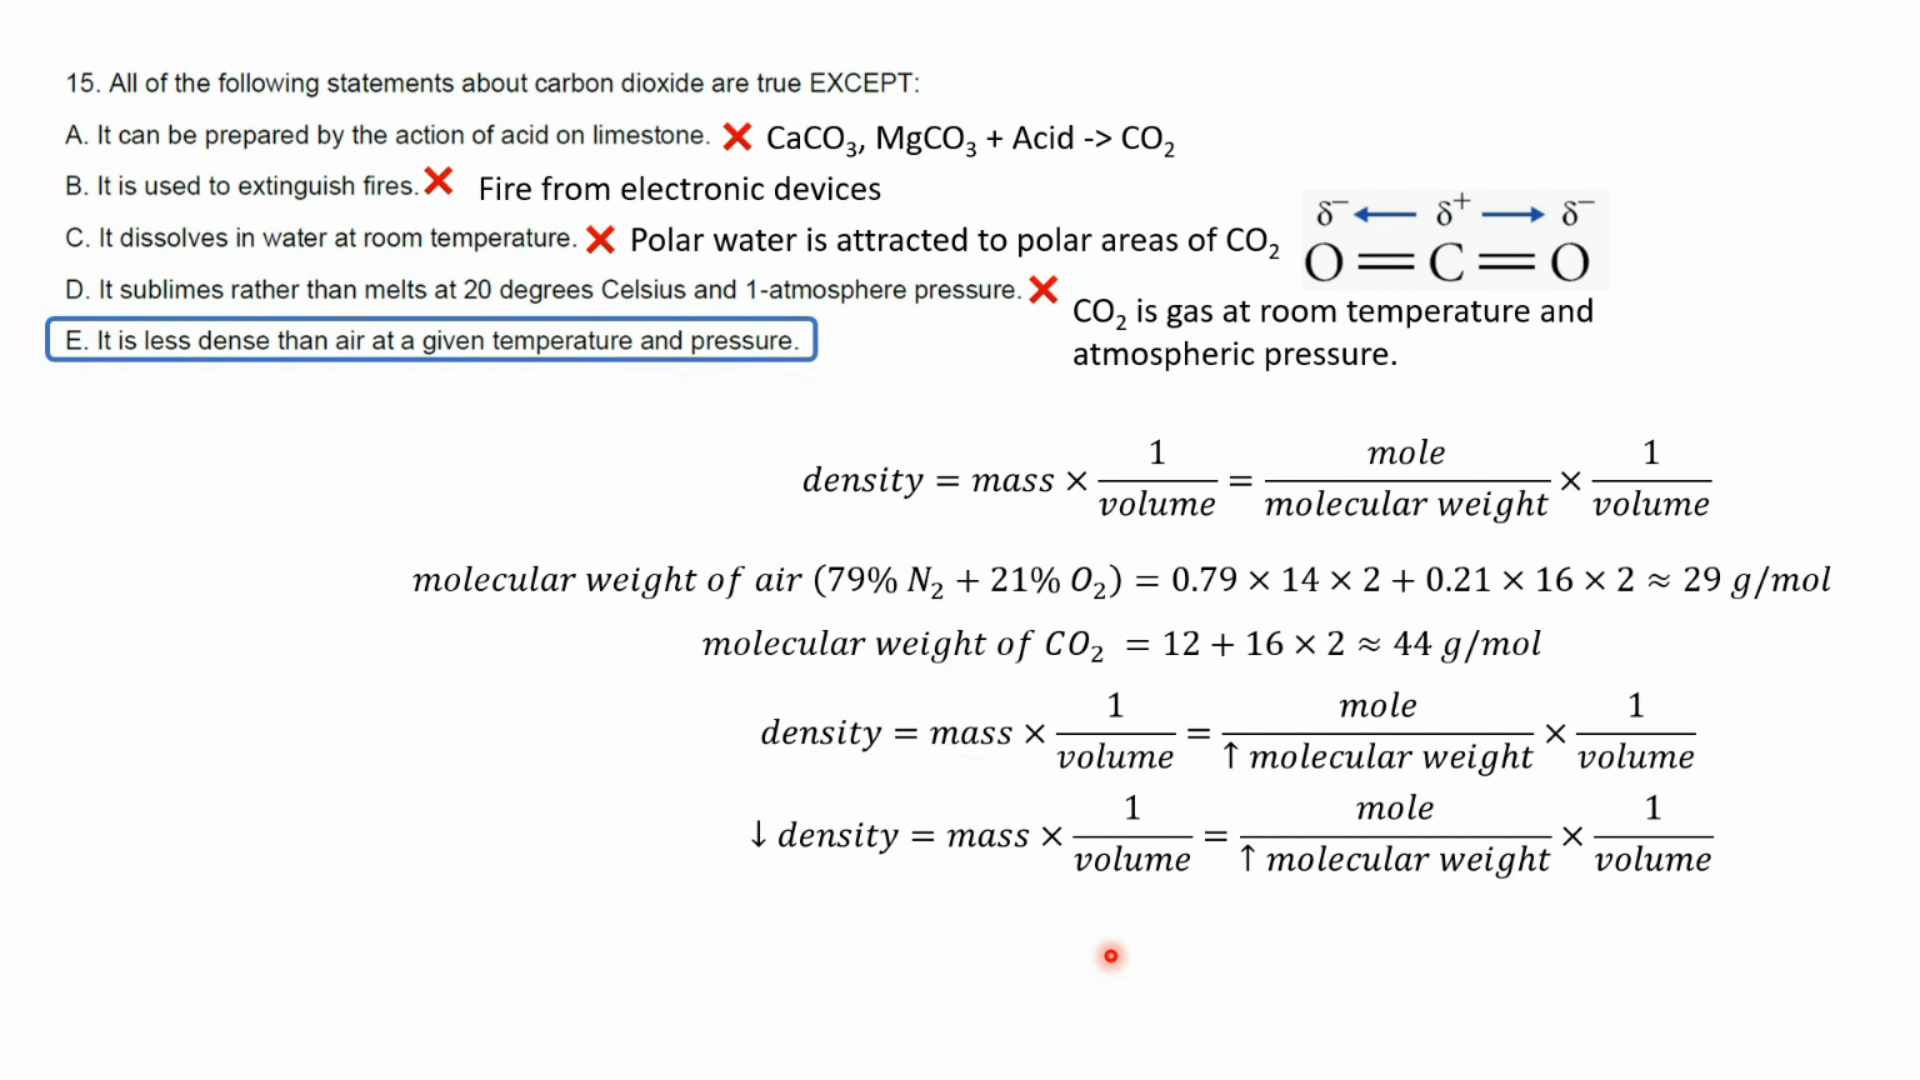 15. All of the following statements about carbon dioxide are true EXCEPT:
A. It can be prepared by the action of acid on limestone. ❌ CaCO₃, MgCO₃ + Acid -> CO₂
B. It is used to extinguish fires. ❌ Fire from electronic devices
C. It dissolves in water at room temperature. ❌ Polar water is attracted to polar areas of CO₂
δ⁻ ← δ⁺ → δ⁻
O=C=O
D. It sublimes rather than melts at 20 degrees Celsius and 1-atmosphere pressure. ❌
CO₂ is gas at room temperature and
atmospheric pressure.
E. It is less dense than air at a given temperature and pressure.
density = mass × 1/volume = mole/molecular weight × 1/volume
molecular weight of air (79% N₂ + 21% O₂) = 0.79 × 14 × 2 + 0.21 × 16 × 2 ≈ 29 g/mol
molecular weight of CO₂ = 12 + 16 × 2 ≈ 44 g/mol
density = mass × 1/volume = mole/↑ molecular weight × 1/volume
↓ density = mass × 1/volume = mole/↑ molecular weight × 1/volume